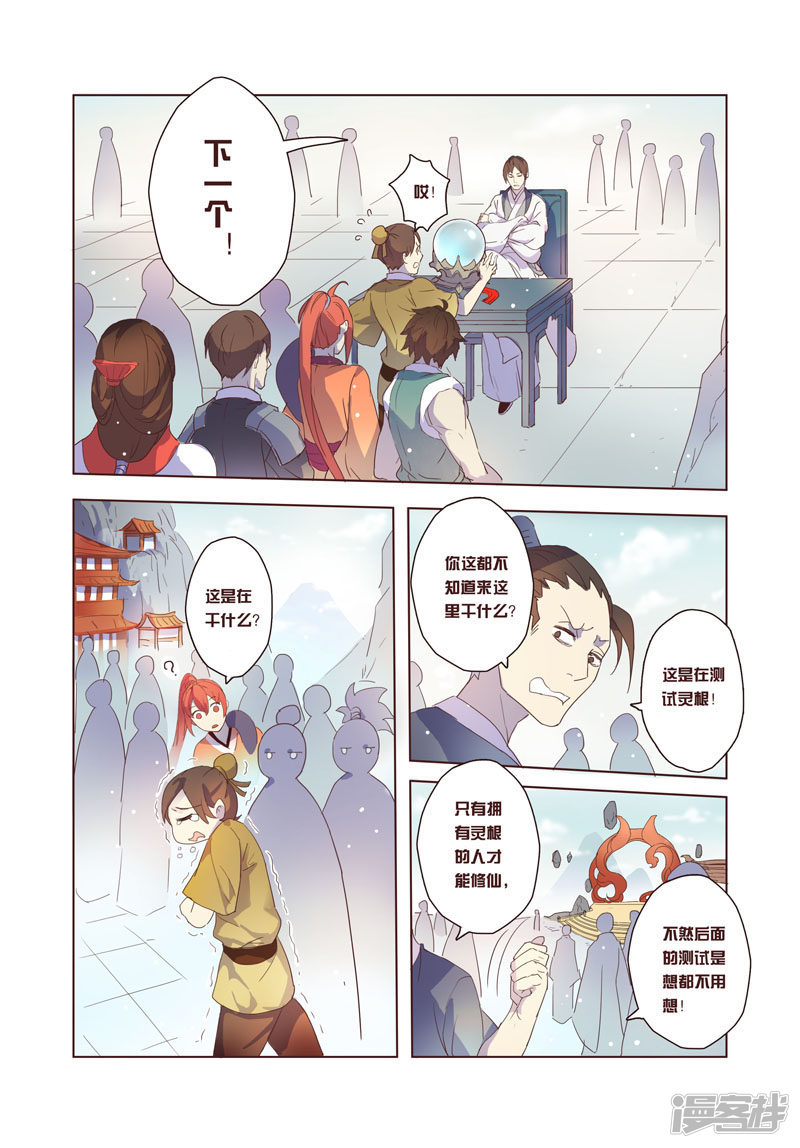 下
一
个！
哎！
这是在
干什么？
?
你这都不
知道来这
里干什么？
这是在测
试灵根！
只有拥
有灵根
的人才
能修仙，
不然后面
的测试是
想都不用
想！
漫客栈